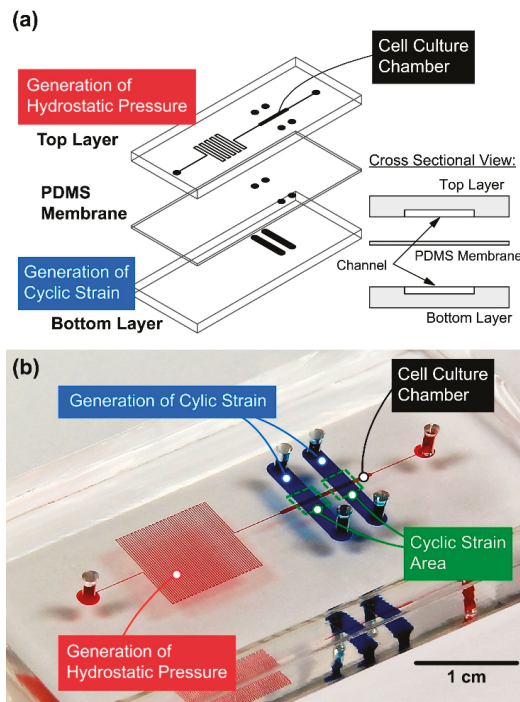 (a)
Cell Culture
Chamber
Generation of
Hydrostatic Pressure
Top Layer
Cross Sectional View:
Top Layer
PDMS
Membrane
PDMS Membrane
Channel
Generation of
Cyclic Strain
Bottom Layer
Bottom Layer
(b)
Cell Culture
Chamber
Generation of Cylic Strain
Cyclic Strain
Area
Generation of
Hydrostatic Pressure
1 cm